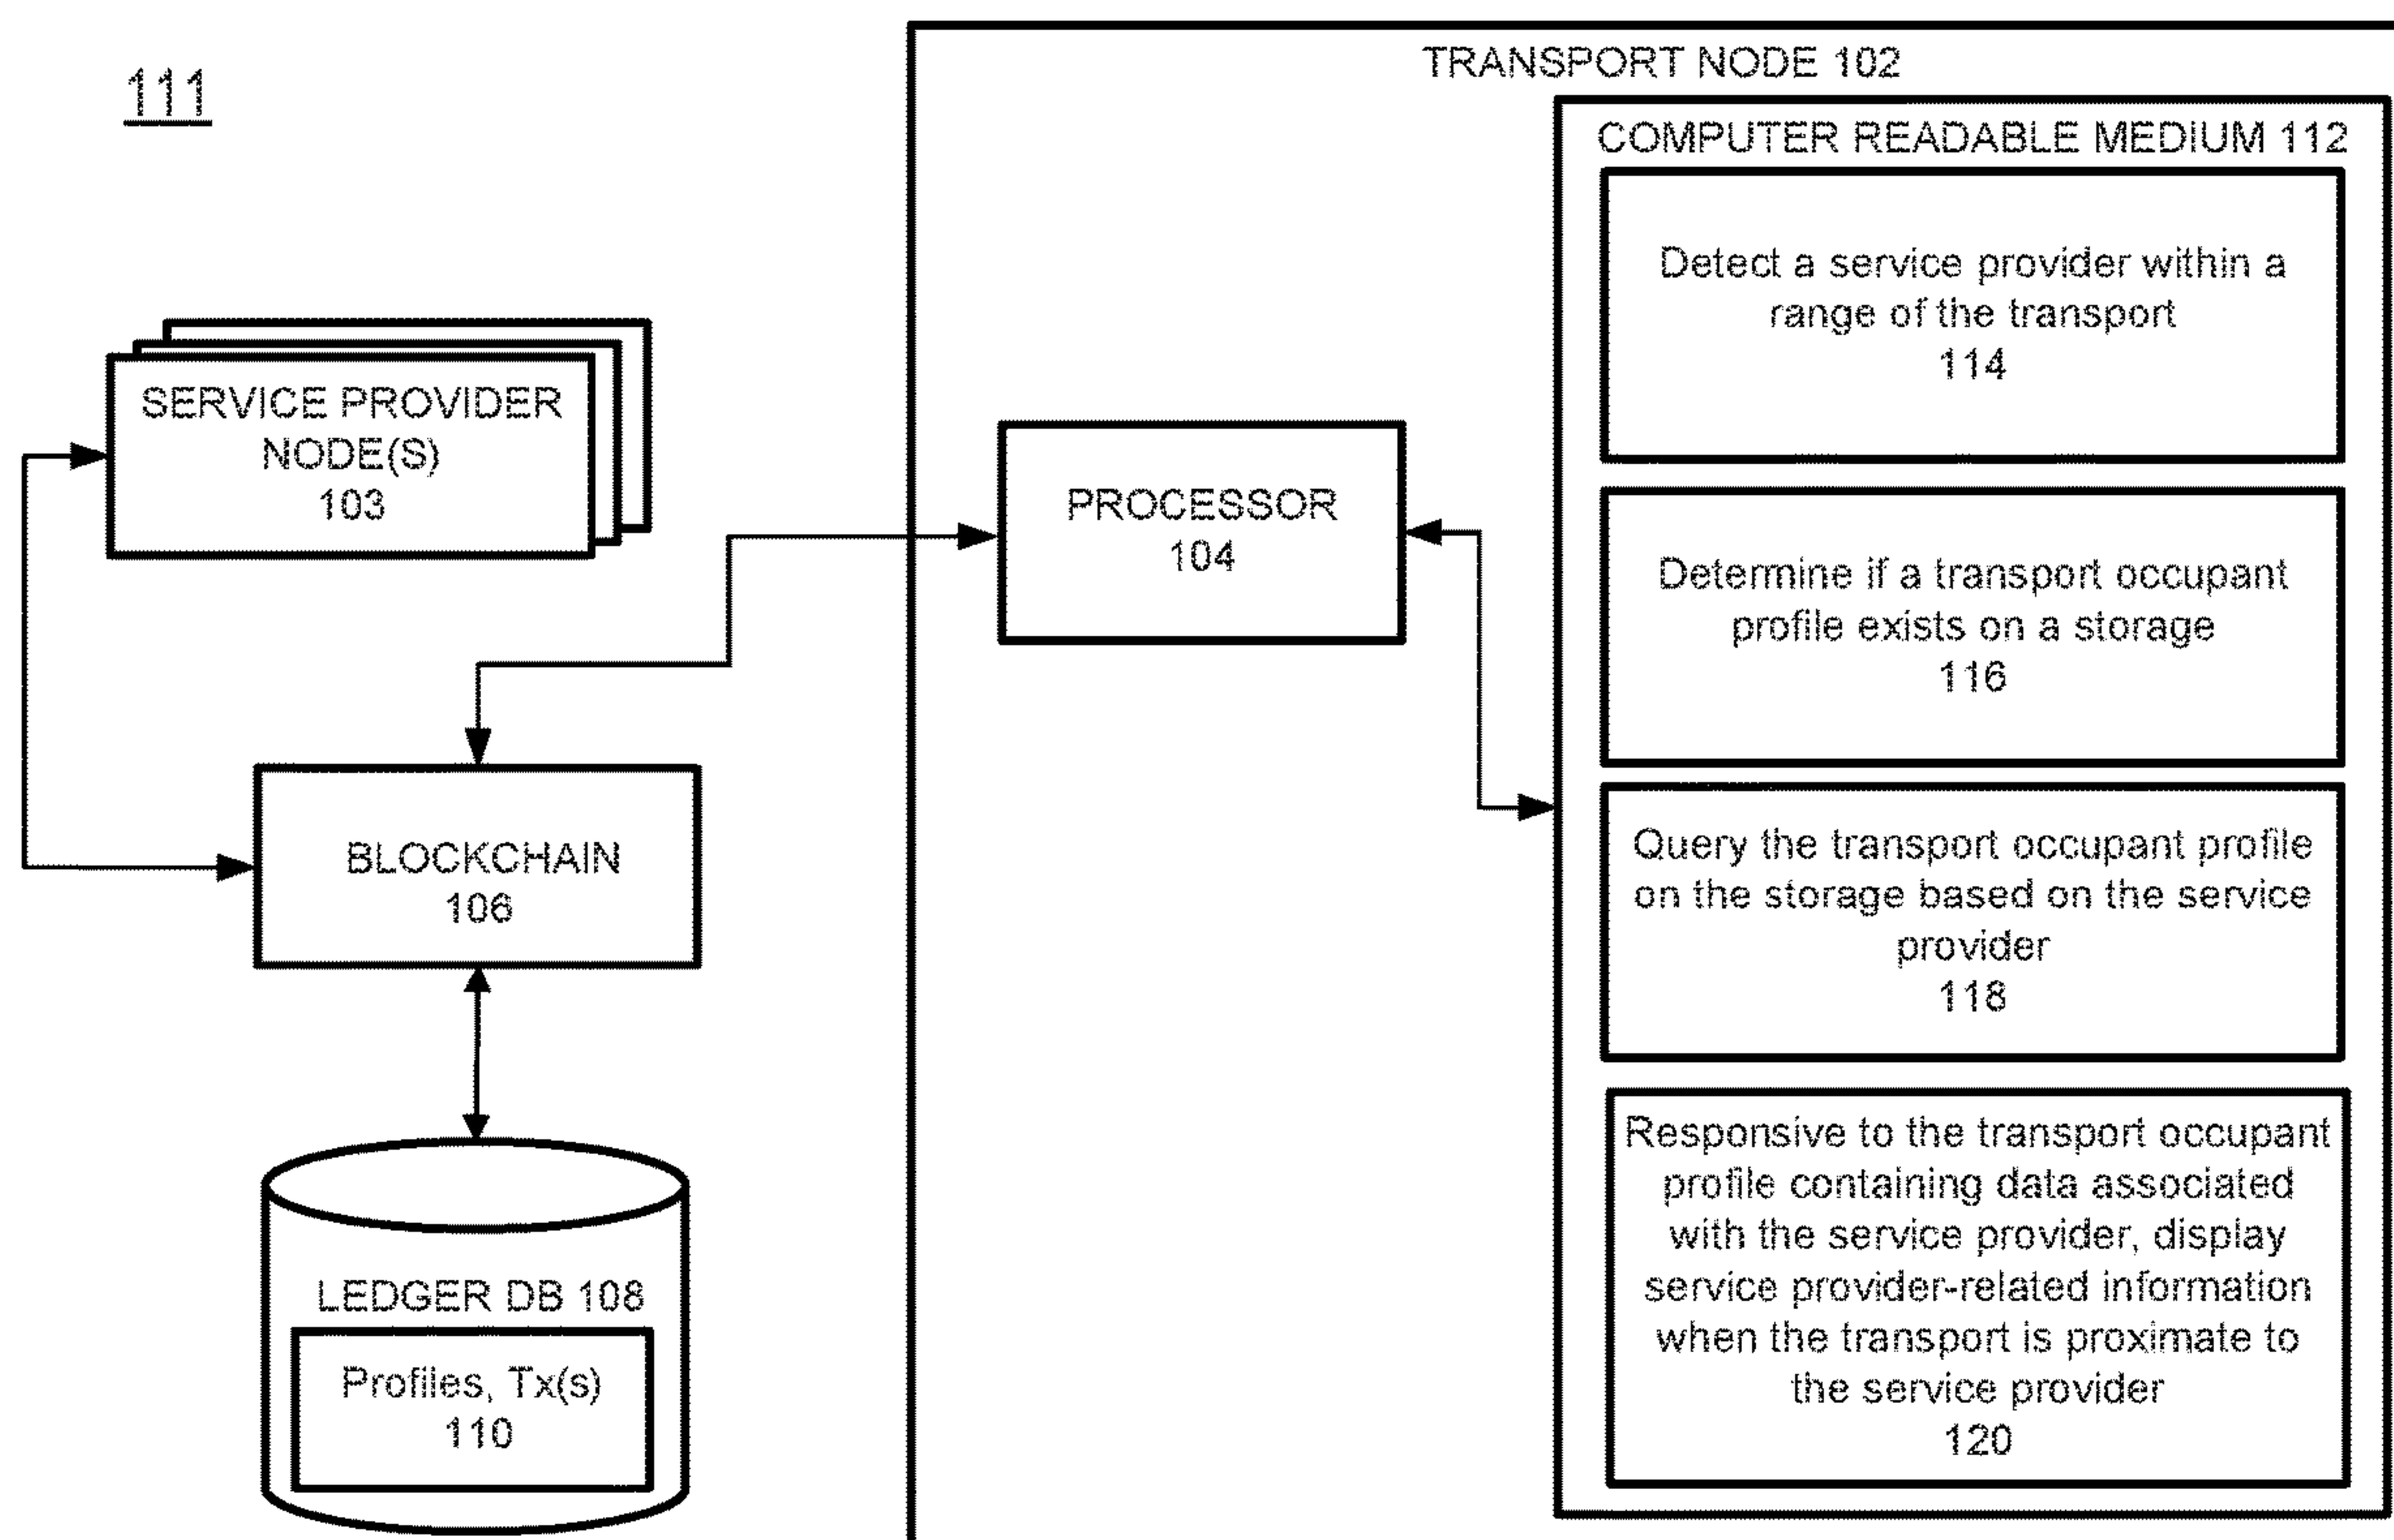 111
TRANSPORT NODE 102
COMPUTER READABLE MEDIUM 112
Detect a service provider within a
range of the transport
114
SERVICE PROVIDER
NODE(S)
103
PROCESSOR
104
Determine if a transport occupant
profile exists on a storage
116
BLOCKCHAIN
106
Query the transport occupant profile
on the storage based on the service
provider
118
LEDGER DB 108
Profiles, Tx(s)
110
Responsive to the transport occupant
profile containing data associated
with the service provider, display
service provider-related information
when the transport is proximate to
the service provider
120